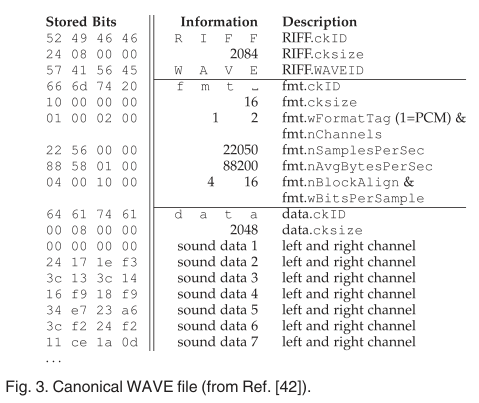 Stored Bits Information Description
52 49 46 46 R I F F RIFF.ckID
24 08 00 00 2084 RIFF.cksize
57 41 56 45 W A V E RIFF.WAVEID
66 6d 74 20 f m t ␣ fmt.ckID
10 00 00 00 16 fmt.cksize
01 00 02 00 1 2 fmt.wFormatTag (1=PCM) &
fmt.nChannels
22 56 00 00 22050 fmt.nSamplesPerSec
88 58 01 00 88200 fmt.nAvgBytesPerSec
04 00 10 00 4 16 fmt.nBlockAlign &
fmt.wBitsPerSample
64 61 74 61 d a t a data.ckID
00 08 00 00 2048 data.cksize
00 00 00 00 sound data 1 left and right channel
24 17 1e f3 sound data 2 left and right channel
3c 13 3c 14 sound data 3 left and right channel
16 f9 18 f9 sound data 4 left and right channel
34 e7 23 a6 sound data 5 left and right channel
3c f2 24 f2 sound data 6 left and right channel
11 ce 1a 0d sound data 7 left and right channel
...
Fig. 3. Canonical WAVE file (from Ref. [42]).